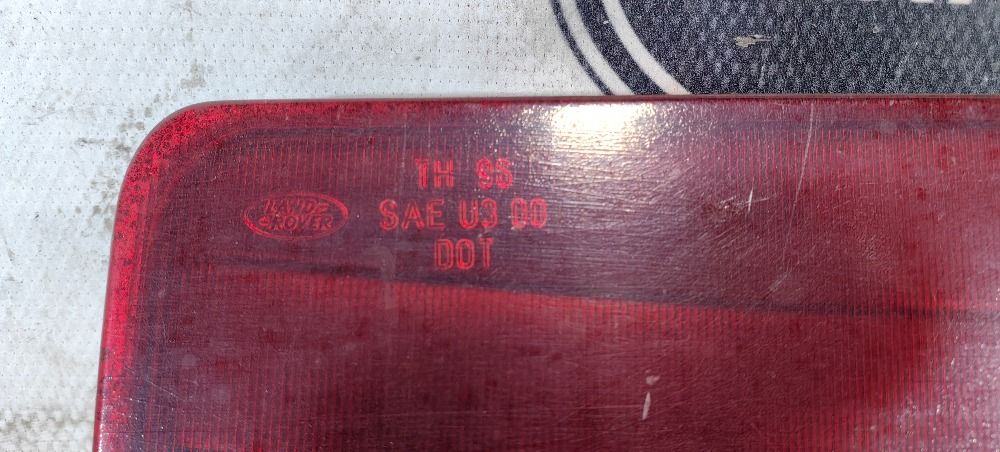 TH 95
LAND
ROVER
SAE U3 00
DOT